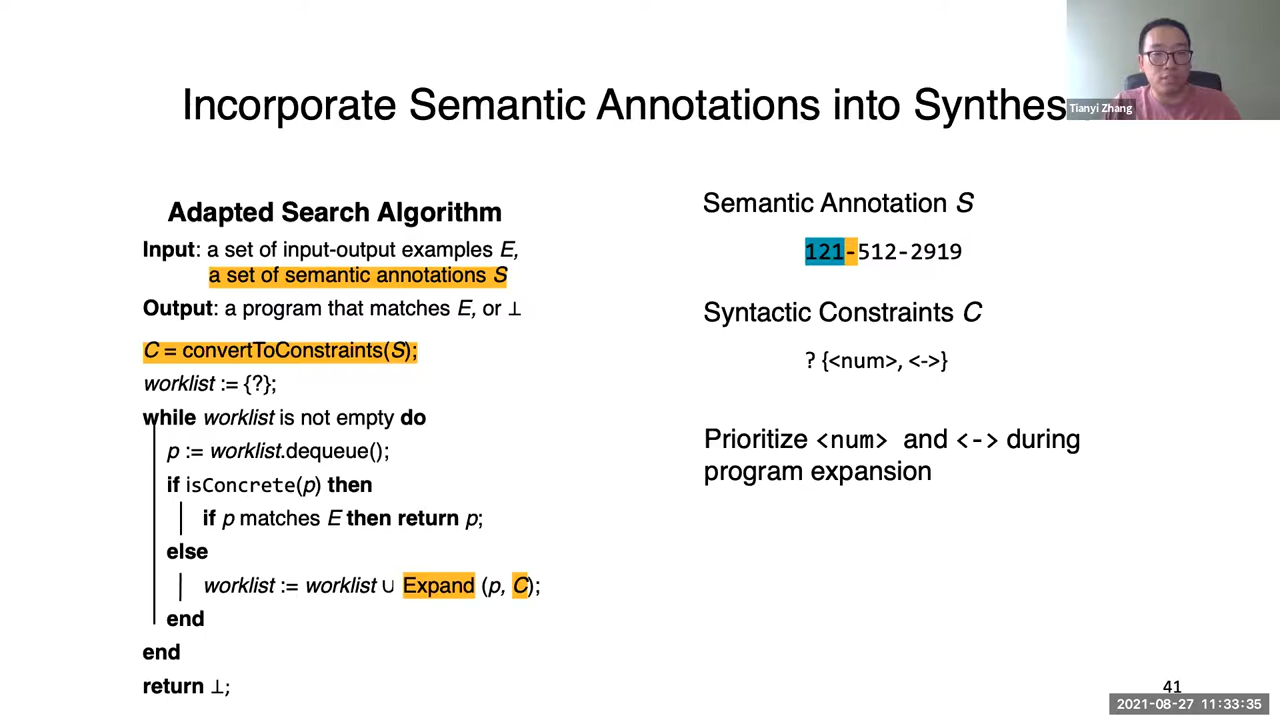 Incorporate Semantic Annotations into Synthes
Tianyi Zhang
Adapted Search Algorithm
Input: a set of input-output examples E,
a set of semantic annotations S
Output: a program that matches E, or ⊥
C = convertToConstraints(S);
worklist := {?};
while worklist is not empty do
p := worklist.dequeue();
if isConcrete(p) then
if p matches E then return p;
else
worklist := worklist ∪ Expand (p, C);
end
end
return ⊥;
Semantic Annotation S
121-512-2919
Syntactic Constraints C
? {<num>, <->}
Prioritize <num> and <-> during
program expansion
41
2021-08-27 11:33:35